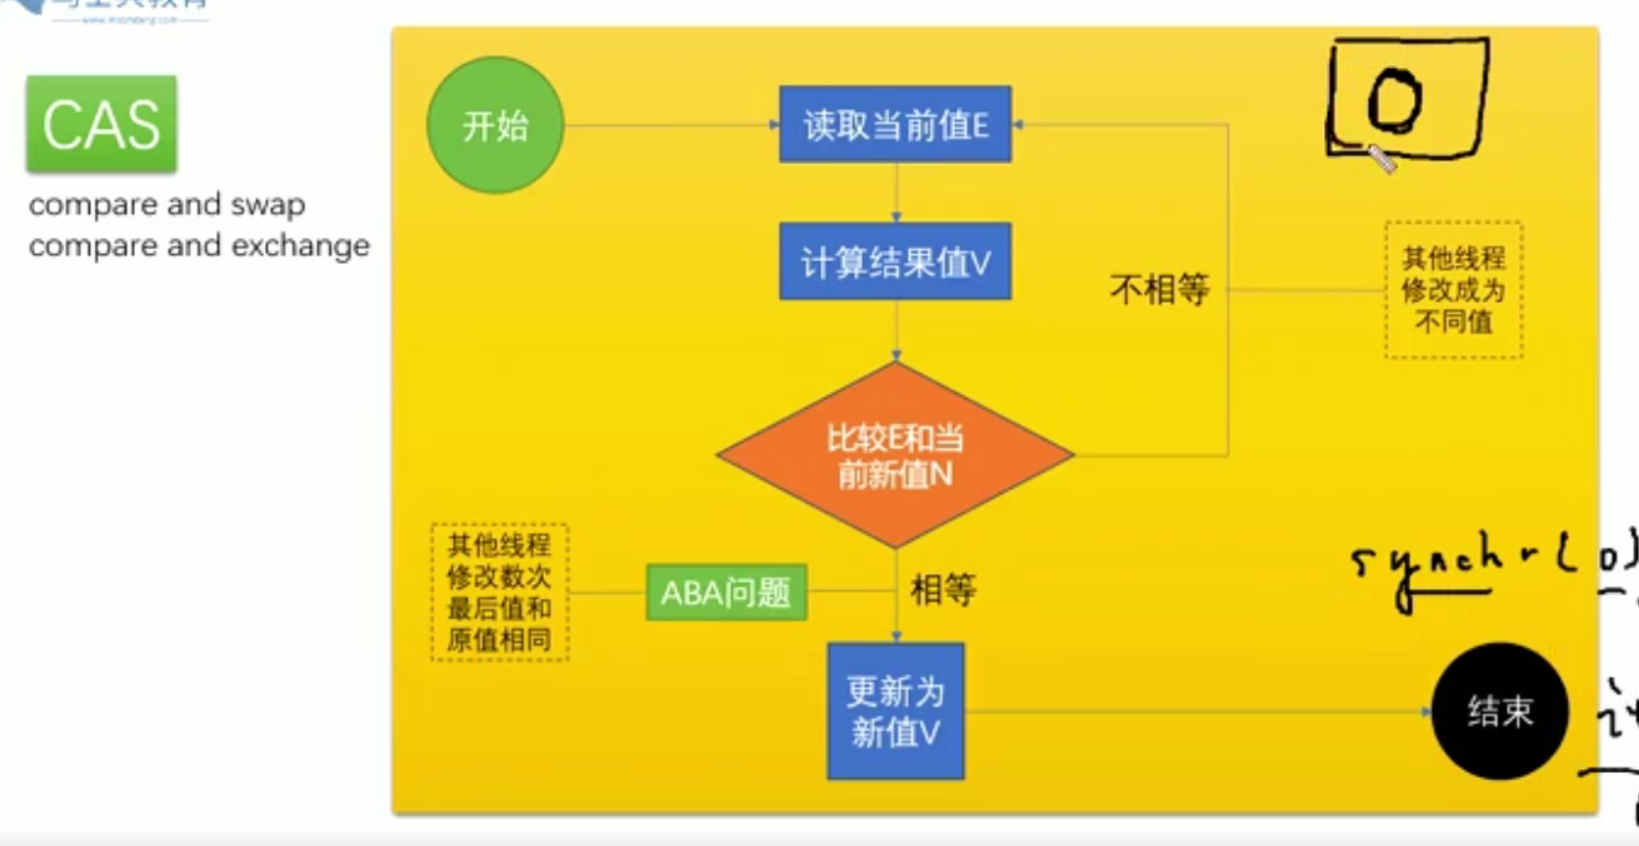 CAS
compare and swap
compare and exchange
开始
读取当前值E
计算结果值V
不相等
其他线程
修改成为
不同值
比较E和当
前新值N
其他线程
修改数次
最后值和
原值相同
ABA问题
相等
更新为
新值V
结束
0
synchr(o)